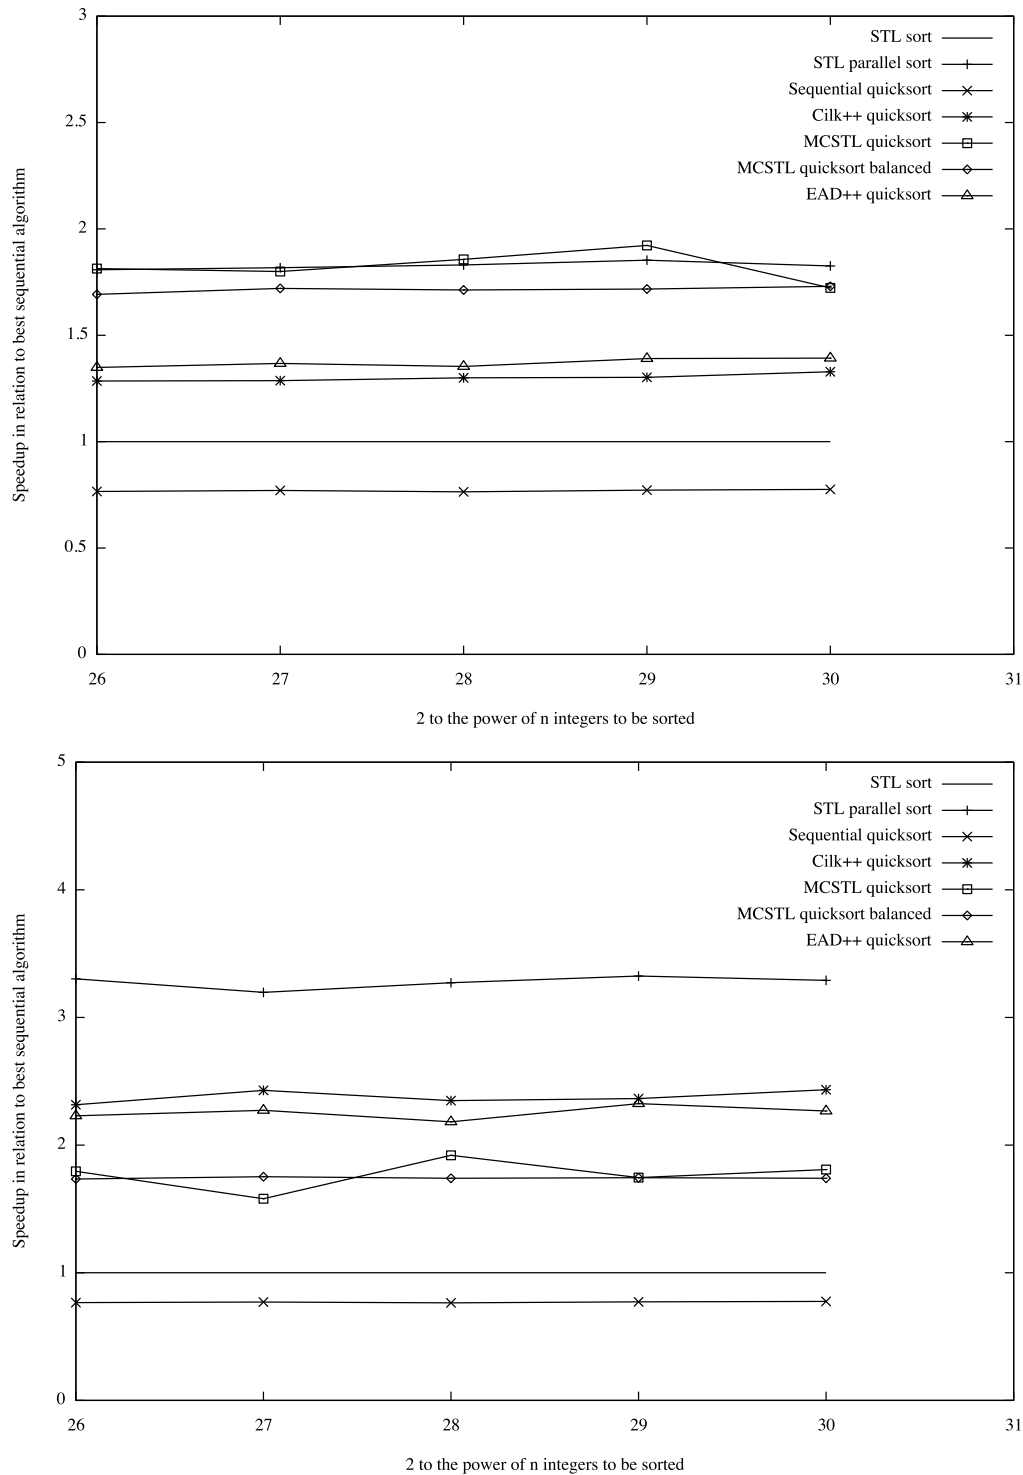 3
STL sort
STL parallel sort
2.5
Sequential quicksort
Cilk++ quicksort
MCSTL quicksort
MCSTL quicksort balanced
EAD++ quicksort
2
Speedup in relation to best sequential algorithm
1.5
1
0.5
0
26 27 28 29 30 31
2 to the power of n integers to be sorted
5
STL sort
STL parallel sort
Sequential quicksort
Cilk++ quicksort
4
MCSTL quicksort
MCSTL quicksort balanced
EAD++ quicksort
Speedup in relation to best sequential algorithm
3
2
1
0
26 27 28 29 30 31
2 to the power of n integers to be sorted